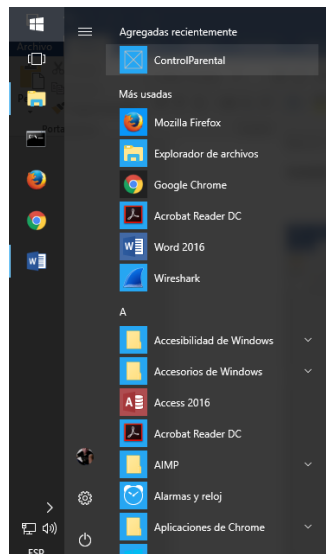 Agregadas recientemente
Archivo
ControlParental
Más usadas
Mozilla Firefox
Explorador de archivos
Google Chrome
Acrobat Reader DC
Word 2016
Wireshark
A
Accesibilidad de Windows
Accesorios de Windows
Access 2016
Acrobat Reader DC
AIMP
Alarmas y reloj
Aplicaciones de Chrome
ESP